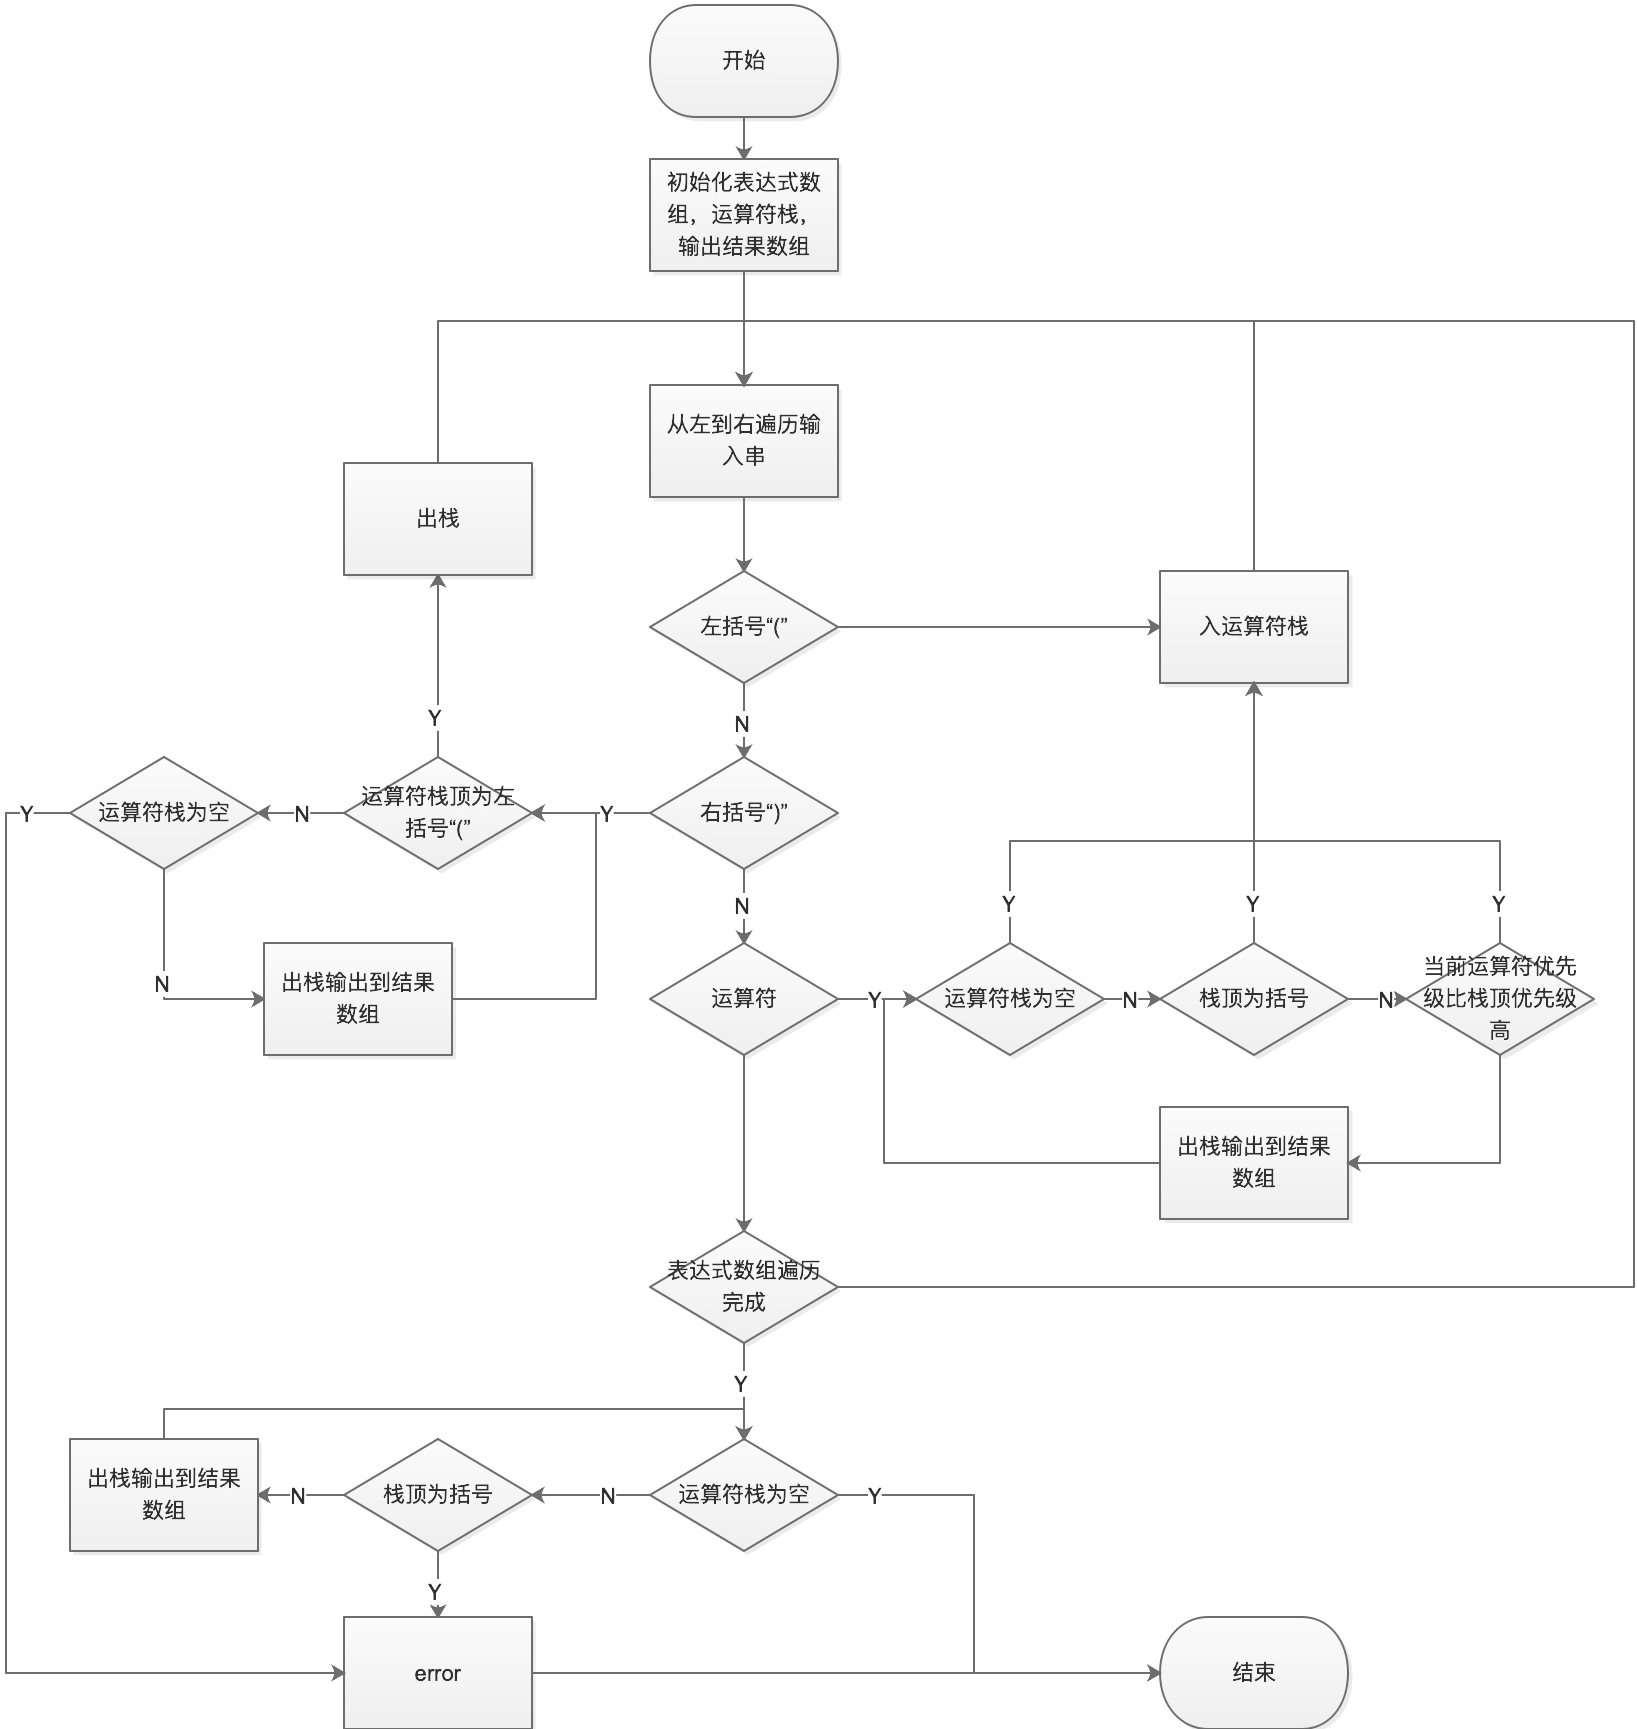 开始
初始化表达式数
组，运算符栈，
输出结果数组
从左到右遍历输
入串
出栈
左括号“(”
入运算符栈
Y
N
Y
运算符栈为空
N
运算符栈顶为左
括号“(”
Y
右括号“)”
N
Y
Y
Y
N
出栈输出到结果
数组
运算符
Y
运算符栈为空
N
栈顶为括号
N
当前运算符优先
级比栈顶优先级
高
出栈输出到结果
数组
表达式数组遍历
完成
Y
出栈输出到结果
数组
N
栈顶为括号
N
运算符栈为空
Y
Y
error
结束